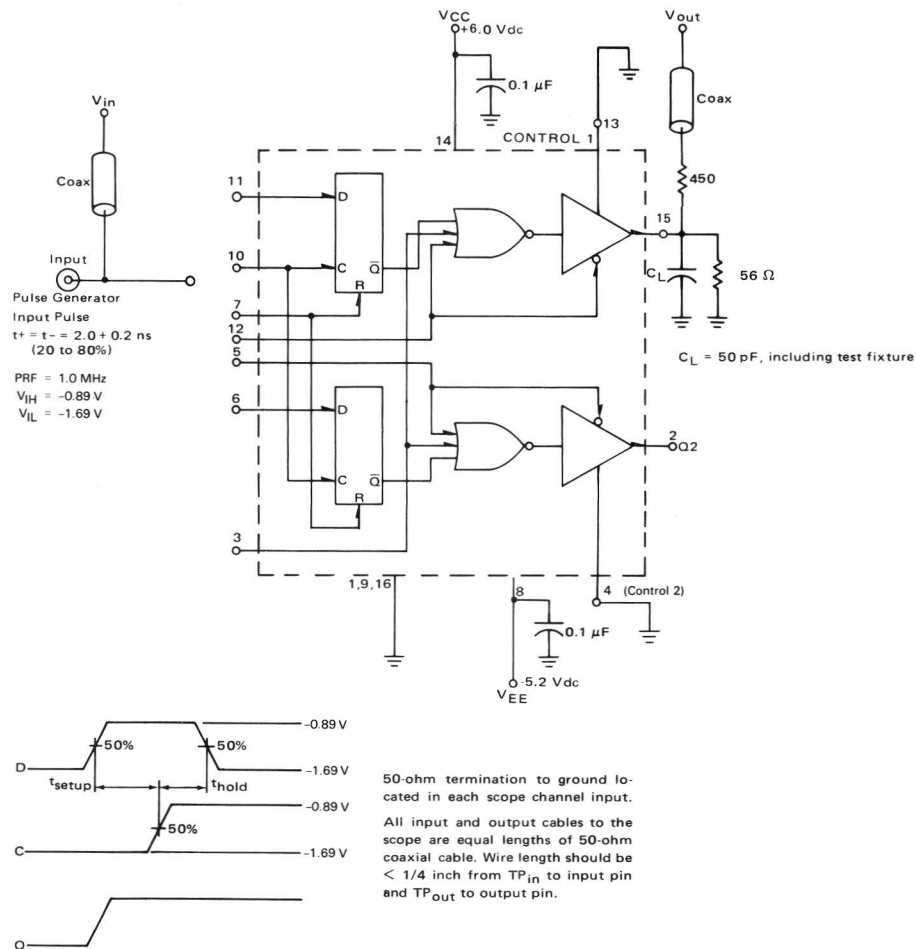 VCC
+6.0 Vdc
0.1 μF
Vout
Coax
450
13
14
CONTROL 1
Vin
Coax
Input
Pulse Generator
Input Pulse
t+ = t− = 2.0 + 0.2 ns
(20 to 80%)
PRF = 1.0 MHz
VIH = −0.89 V
VIL = −1.69 V
11
10
7
12
5
6
3
D
C
Q̄
R
D
C
Q̄
R
15
CL
56 Ω
CL = 50 pF, including test fixture
2
Q2
1,9,16
8
4
(Control 2)
0.1 μF
-5.2 Vdc
VEE
D
50%
50%
−0.89 V
−1.69 V
tsetup
thold
C
50%
−0.89 V
−1.69 V
Q
50-ohm termination to ground lo-
cated in each scope channel input.
All input and output cables to the
scope are equal lengths of 50-ohm
coaxial cable. Wire length should be
< 1/4 inch from TPin to input pin
and TPout to output pin.